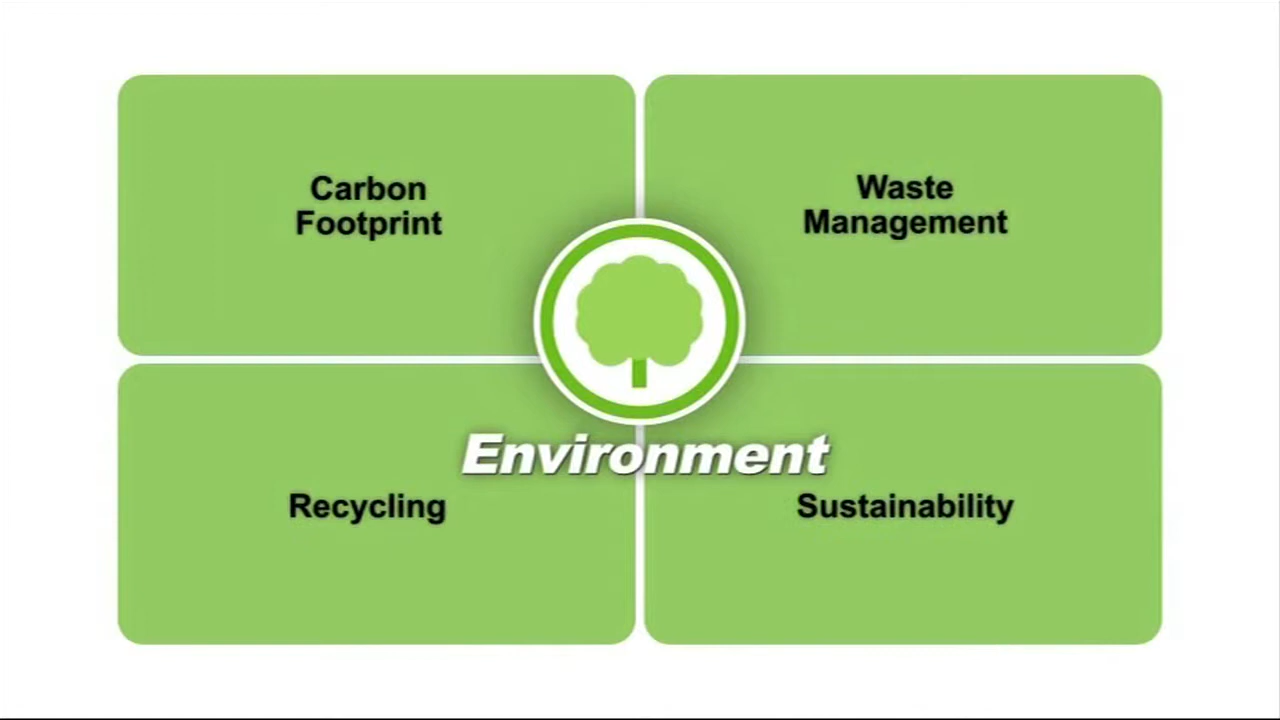 Carbon
Footprint
Waste
Management
Environment
Recycling
Sustainability